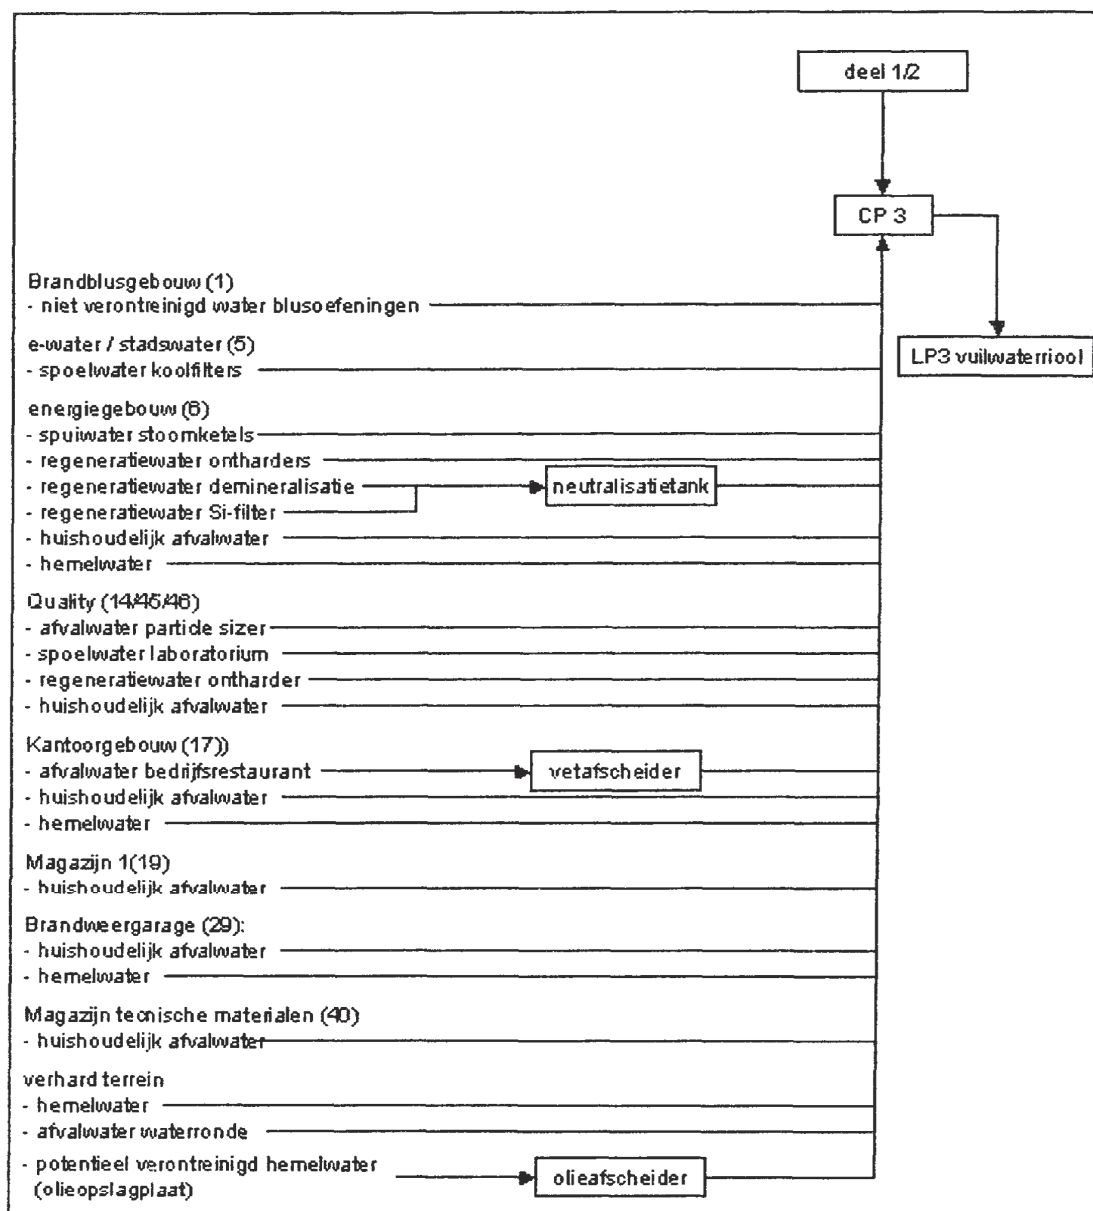 deel 1/2
CP 3
LP3 vuilwaterriool
Brandblusgebouw (1)
- niet verontreinigd water blusoefeningen
e-water / stadswater (5)
- spoelwater koolfilters
energiegebouw (6)
- spuiwater stoomketels
- regeneratiewater ontharders
- regeneratiewater demineralisatie
neutralisatietank
- regeneratiewater Si-filter
- huishoudelijk afvalwater
- hemelwater
Quality (14/45/46)
- afvalwater particle sizer
- spoelwater laboratorium
- regeneratiewater ontharder
- huishoudelijk afvalwater
Kantoorgebouw (17))
- afvalwater bedrijfsrestaurant
vetafscheider
- huishoudelijk afvalwater
- hemelwater
Magazijn 1(19)
- huishoudelijk afvalwater
Brandweergarage (29):
- huishoudelijk afvalwater
- hemelwater
Magazijn tecnische materialen (40)
- huishoudelijk afvalwater
verhard terrein
- hemelwater
- afvalwater waterronde
- potentieel verontreinigd hemelwater
(olieopslagplaat)
olieafscheider